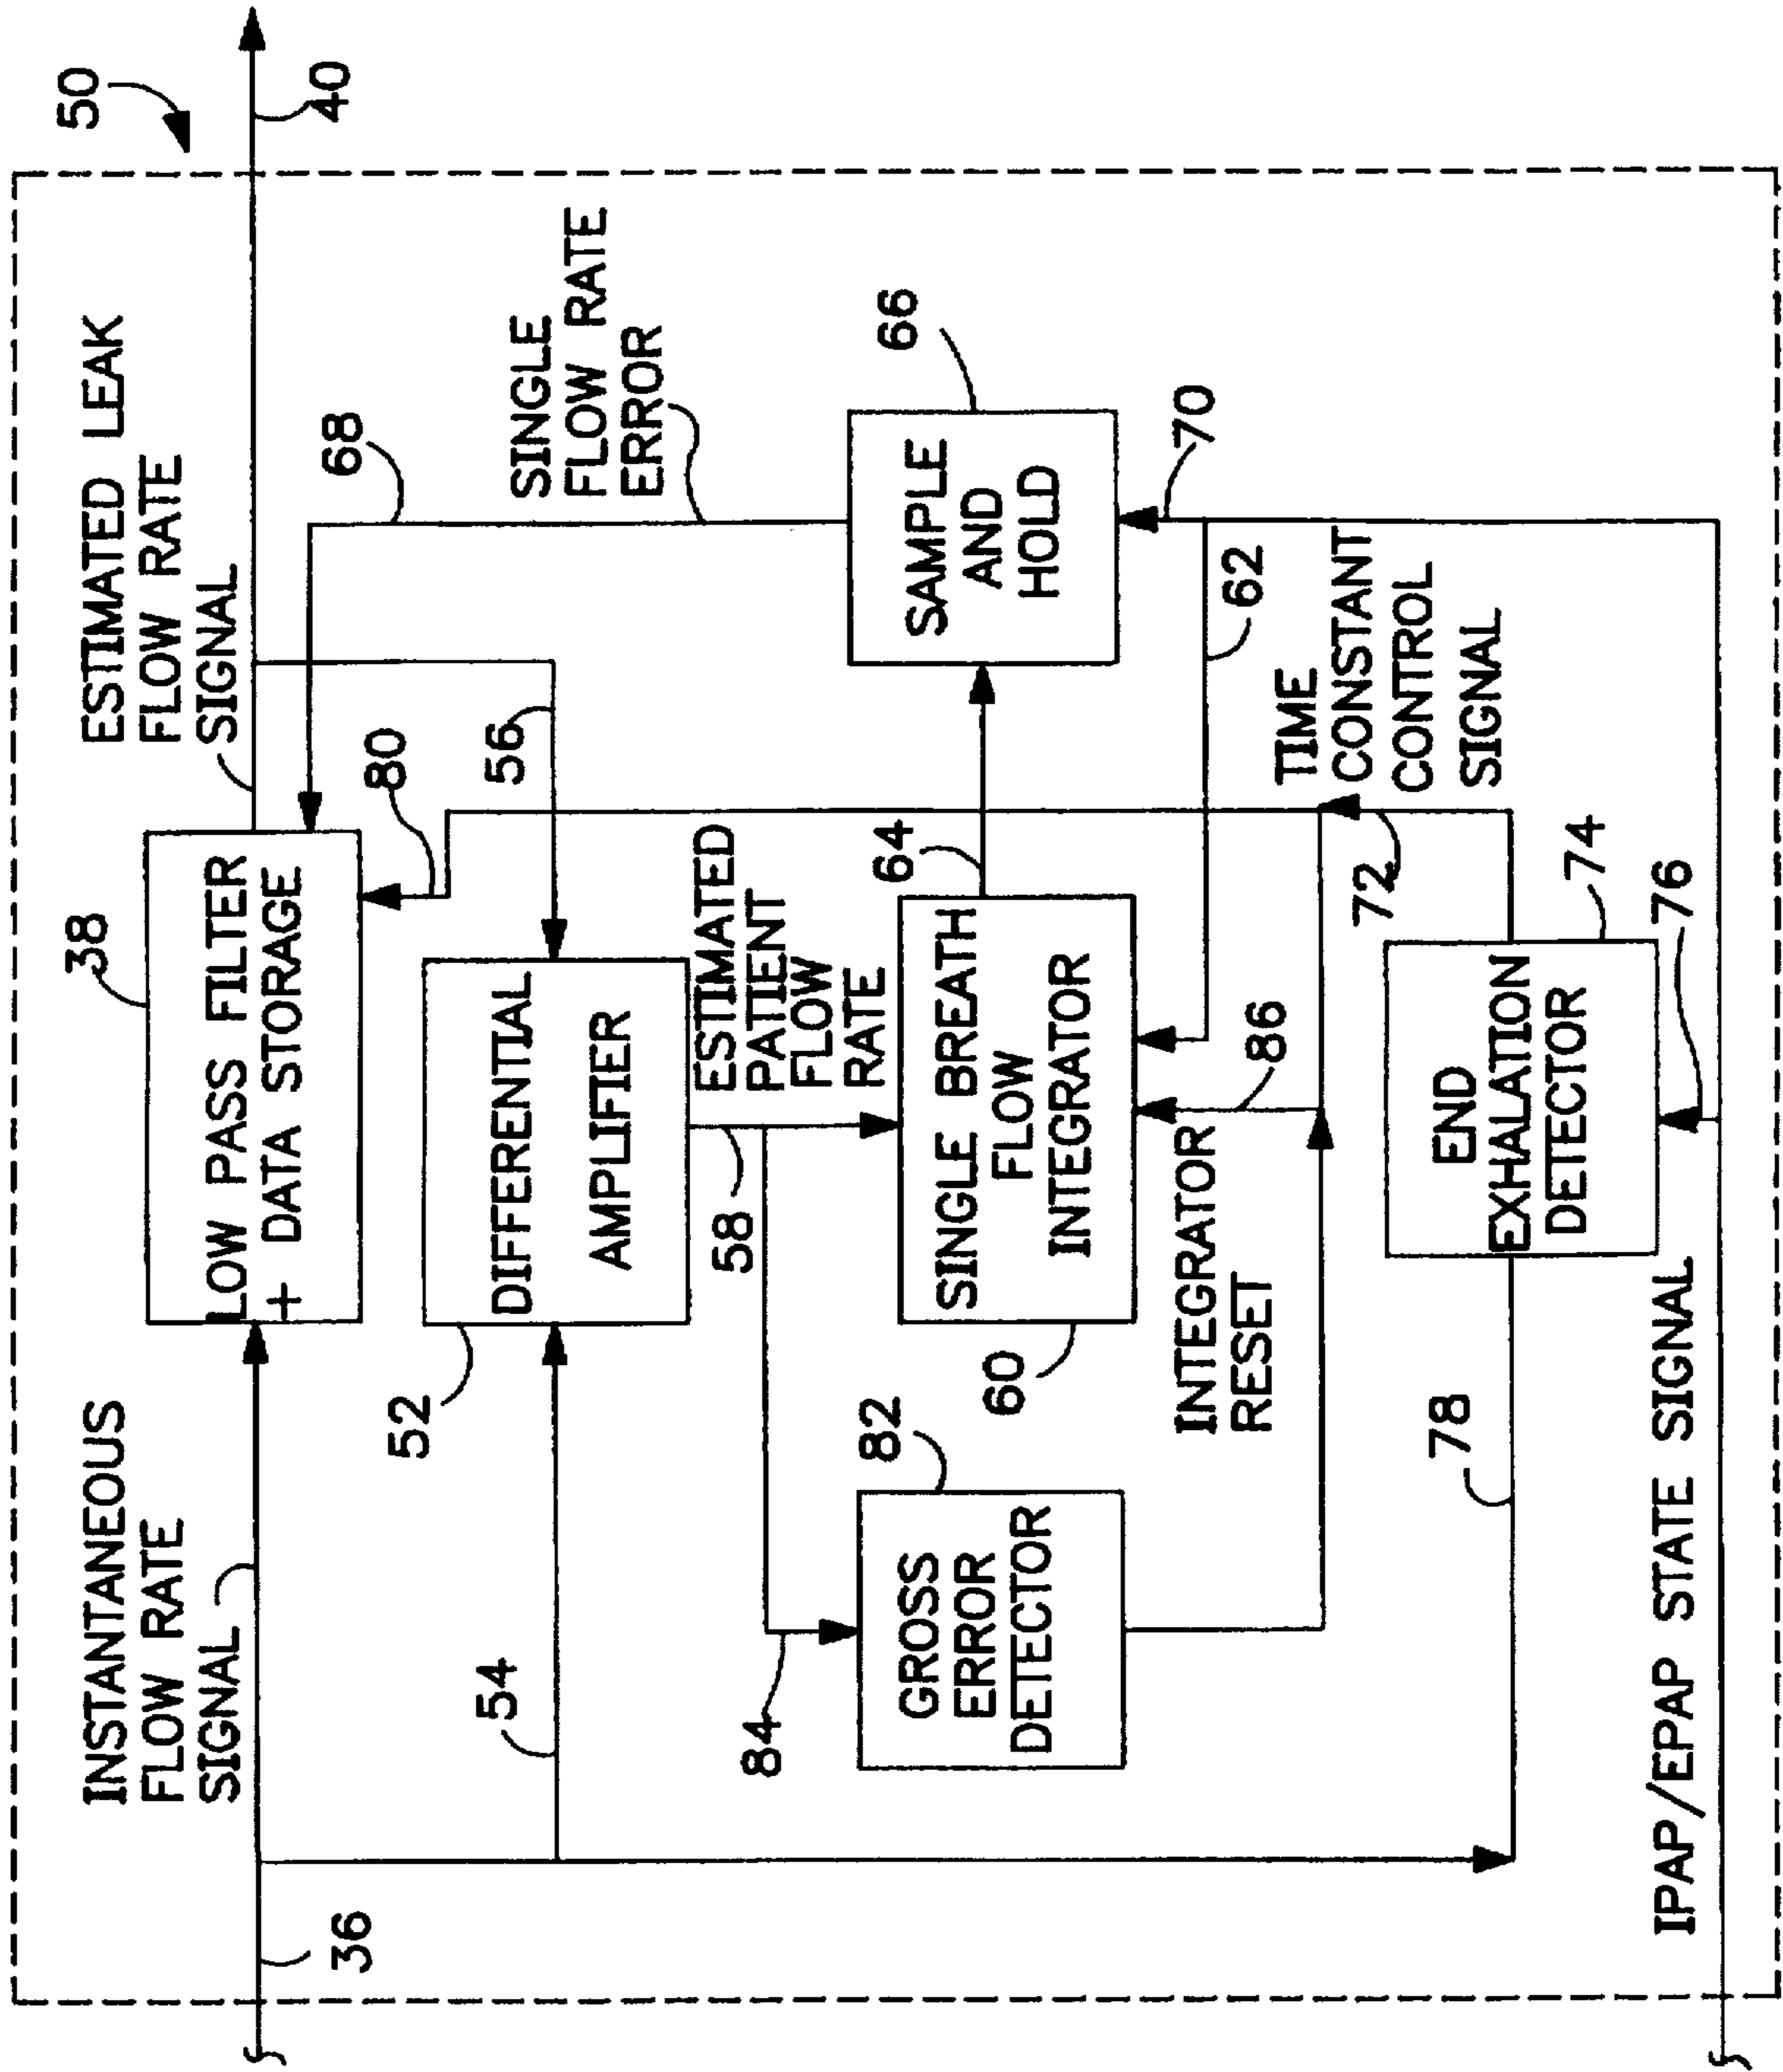 50
40
INSTANTANEOUS
FLOW RATE
SIGNAL
36
38
LOW PASS FILTER
+ DATA STORAGE
ESTIMATED LEAK
FLOW RATE
SIGNAL
80
68
54
52
DIFFERENTIAL
AMPLIFIER
56
SINGLE
FLOW RATE
ERROR
58
ESTIMATED
PATIENT
FLOW
RATE
84
82
GROSS
ERROR
DETECTOR
60
SINGLE BREATH
FLOW
INTEGRATOR
64
66
SAMPLE
AND
HOLD
70
62
INTEGRATOR
RESET
86
TIME
CONSTANT
CONTROL
SIGNAL
72
78
END
EXHALATION
DETECTOR
74
76
IPAP/EPAP STATE SIGNAL